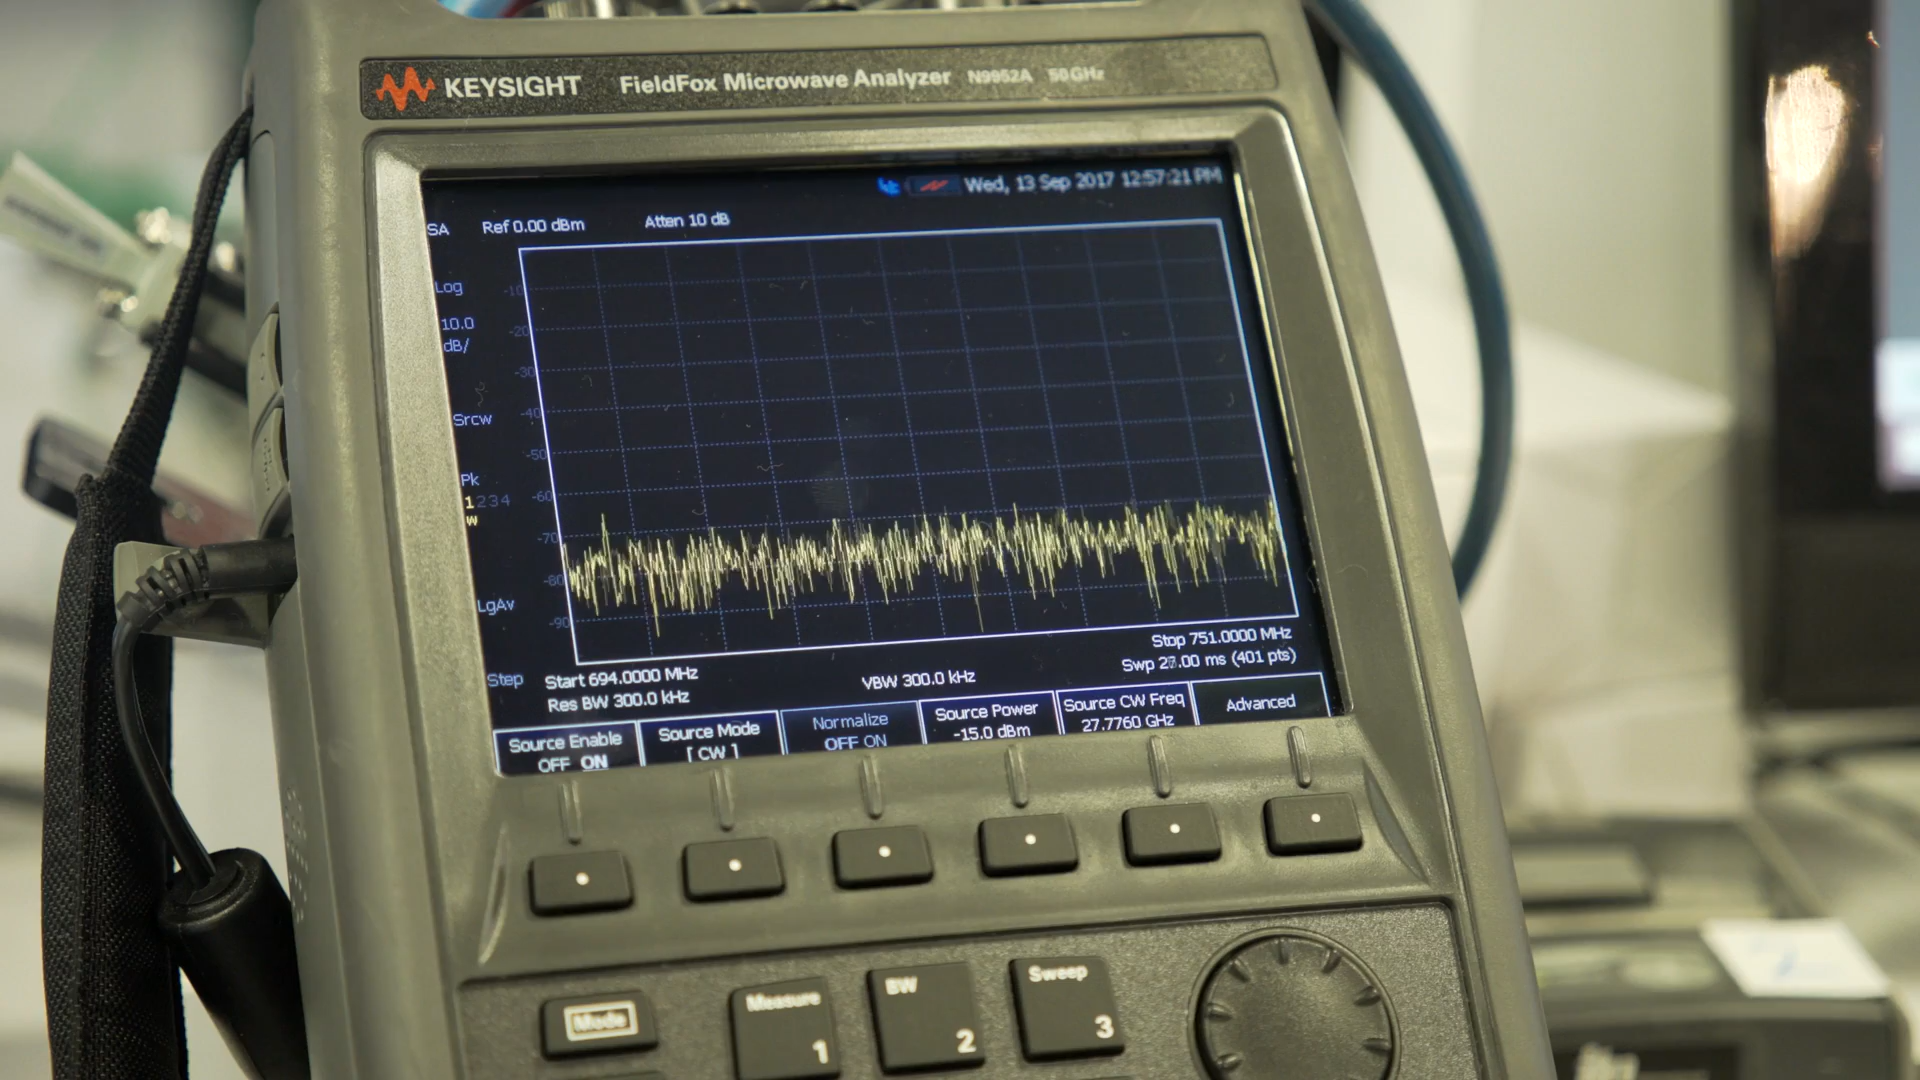 KEYSIGHT FieldFox Microwave Analyzer N9952A 50GHz
Wed, 13 Sep 2017 12:57:21 PM
SA Ref 0.00 dBm Atten 10 dB
Log
10.0
dB/
-10
-20
-30
-40
-50
-60
-70
-80
-90
Srcw
Pk
1234
W
LgAv
Step
Start 694.0000 MHz
Res BW 300.0 kHz
VBW 300.0 kHz
Stop 751.0000 MHz
Swp ms (401 pts)
Source Enable
OFF ON
Source Mode
[ CW ]
Normalize
OFF ON
Source Power
-15.0 dBm
Source CW Freq
27.7760 GHz
Advanced
Mode
Measure
1
BW
2
Sweep
3